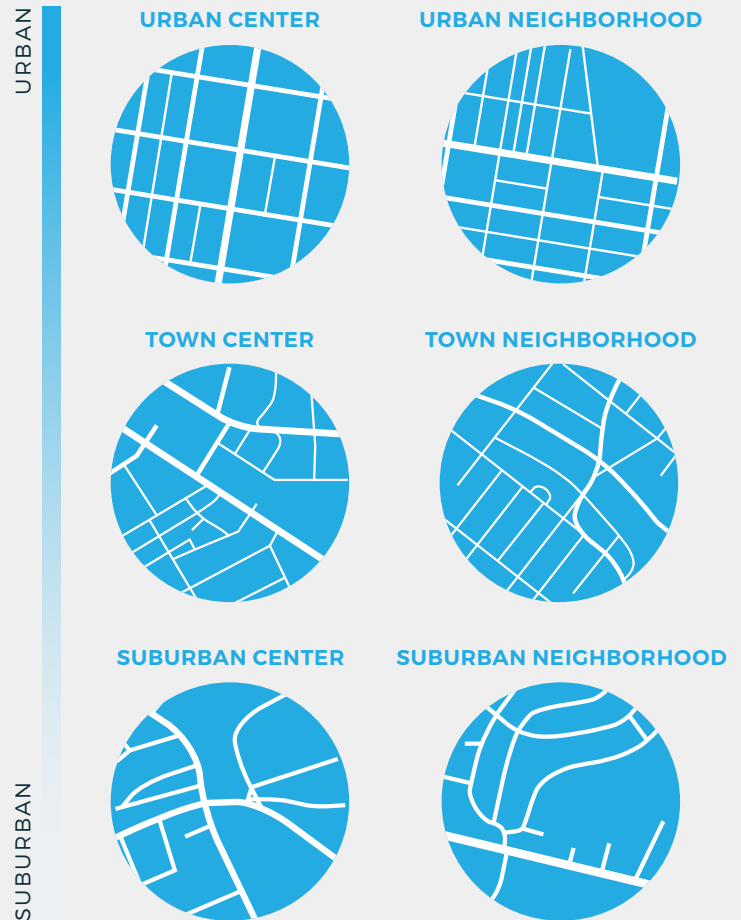 URBAN
URBAN CENTER
URBAN NEIGHBORHOOD
TOWN CENTER
TOWN NEIGHBORHOOD
SUBURBAN CENTER
SUBURBAN NEIGHBORHOOD
SUBURBAN